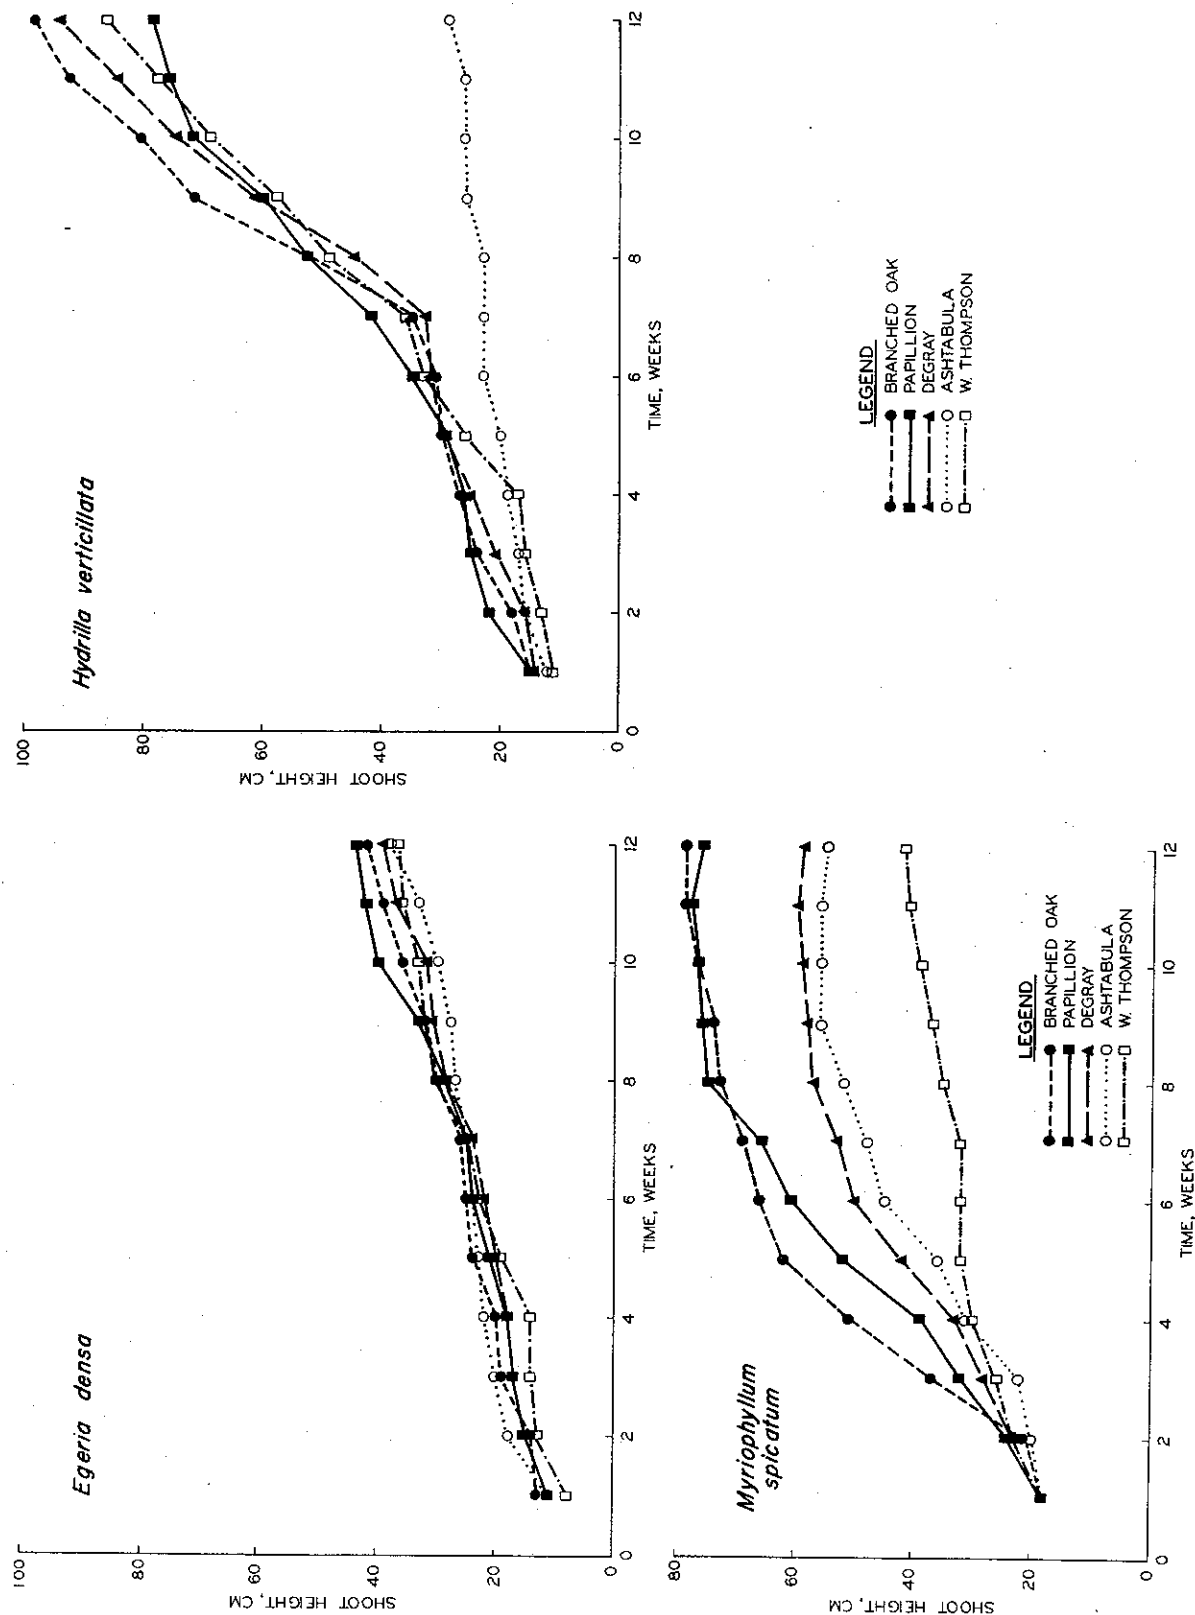 Egeria densa
100
80
60
40
20
0
SHOOT HEIGHT, CM
0
2
4
6
8
10
12
TIME, WEEKS
Hydrilla verticillata
100
80
60
40
20
0
SHOOT HEIGHT, CM
0
2
4
6
8
10
12
TIME, WEEKS
Myriophyllum
spicatum
80
60
40
20
0
SHOOT HEIGHT, CM
0
2
4
6
8
10
12
TIME, WEEKS
LEGEND
BRANCHED OAK
PAPILLION
DEGRAY
ASHTABULA
W. THOMPSON
LEGEND
BRANCHED OAK
PAPILLION
DEGRAY
ASHTABULA
W. THOMPSON